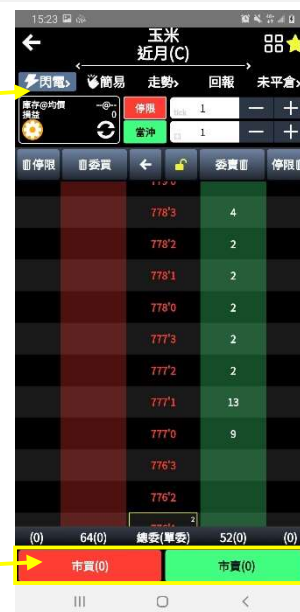 15:23
玉米
近月(C)
閃電 簡易 走勢 回報 未平倉
庫存@均價 --@--
損益 0
停限 tick 1 — +
當沖 口 1 — +
停限 委買 ← 委賣 停限
778'3 4
778'2 2
778'1 2
778'0 2
777'3 2
777'2 2
777'1 13
777'0 9
776'3
776'2
2
(0) 64(0) 總委(單委) 52(0) (0)
市買(0) 市賣(0)